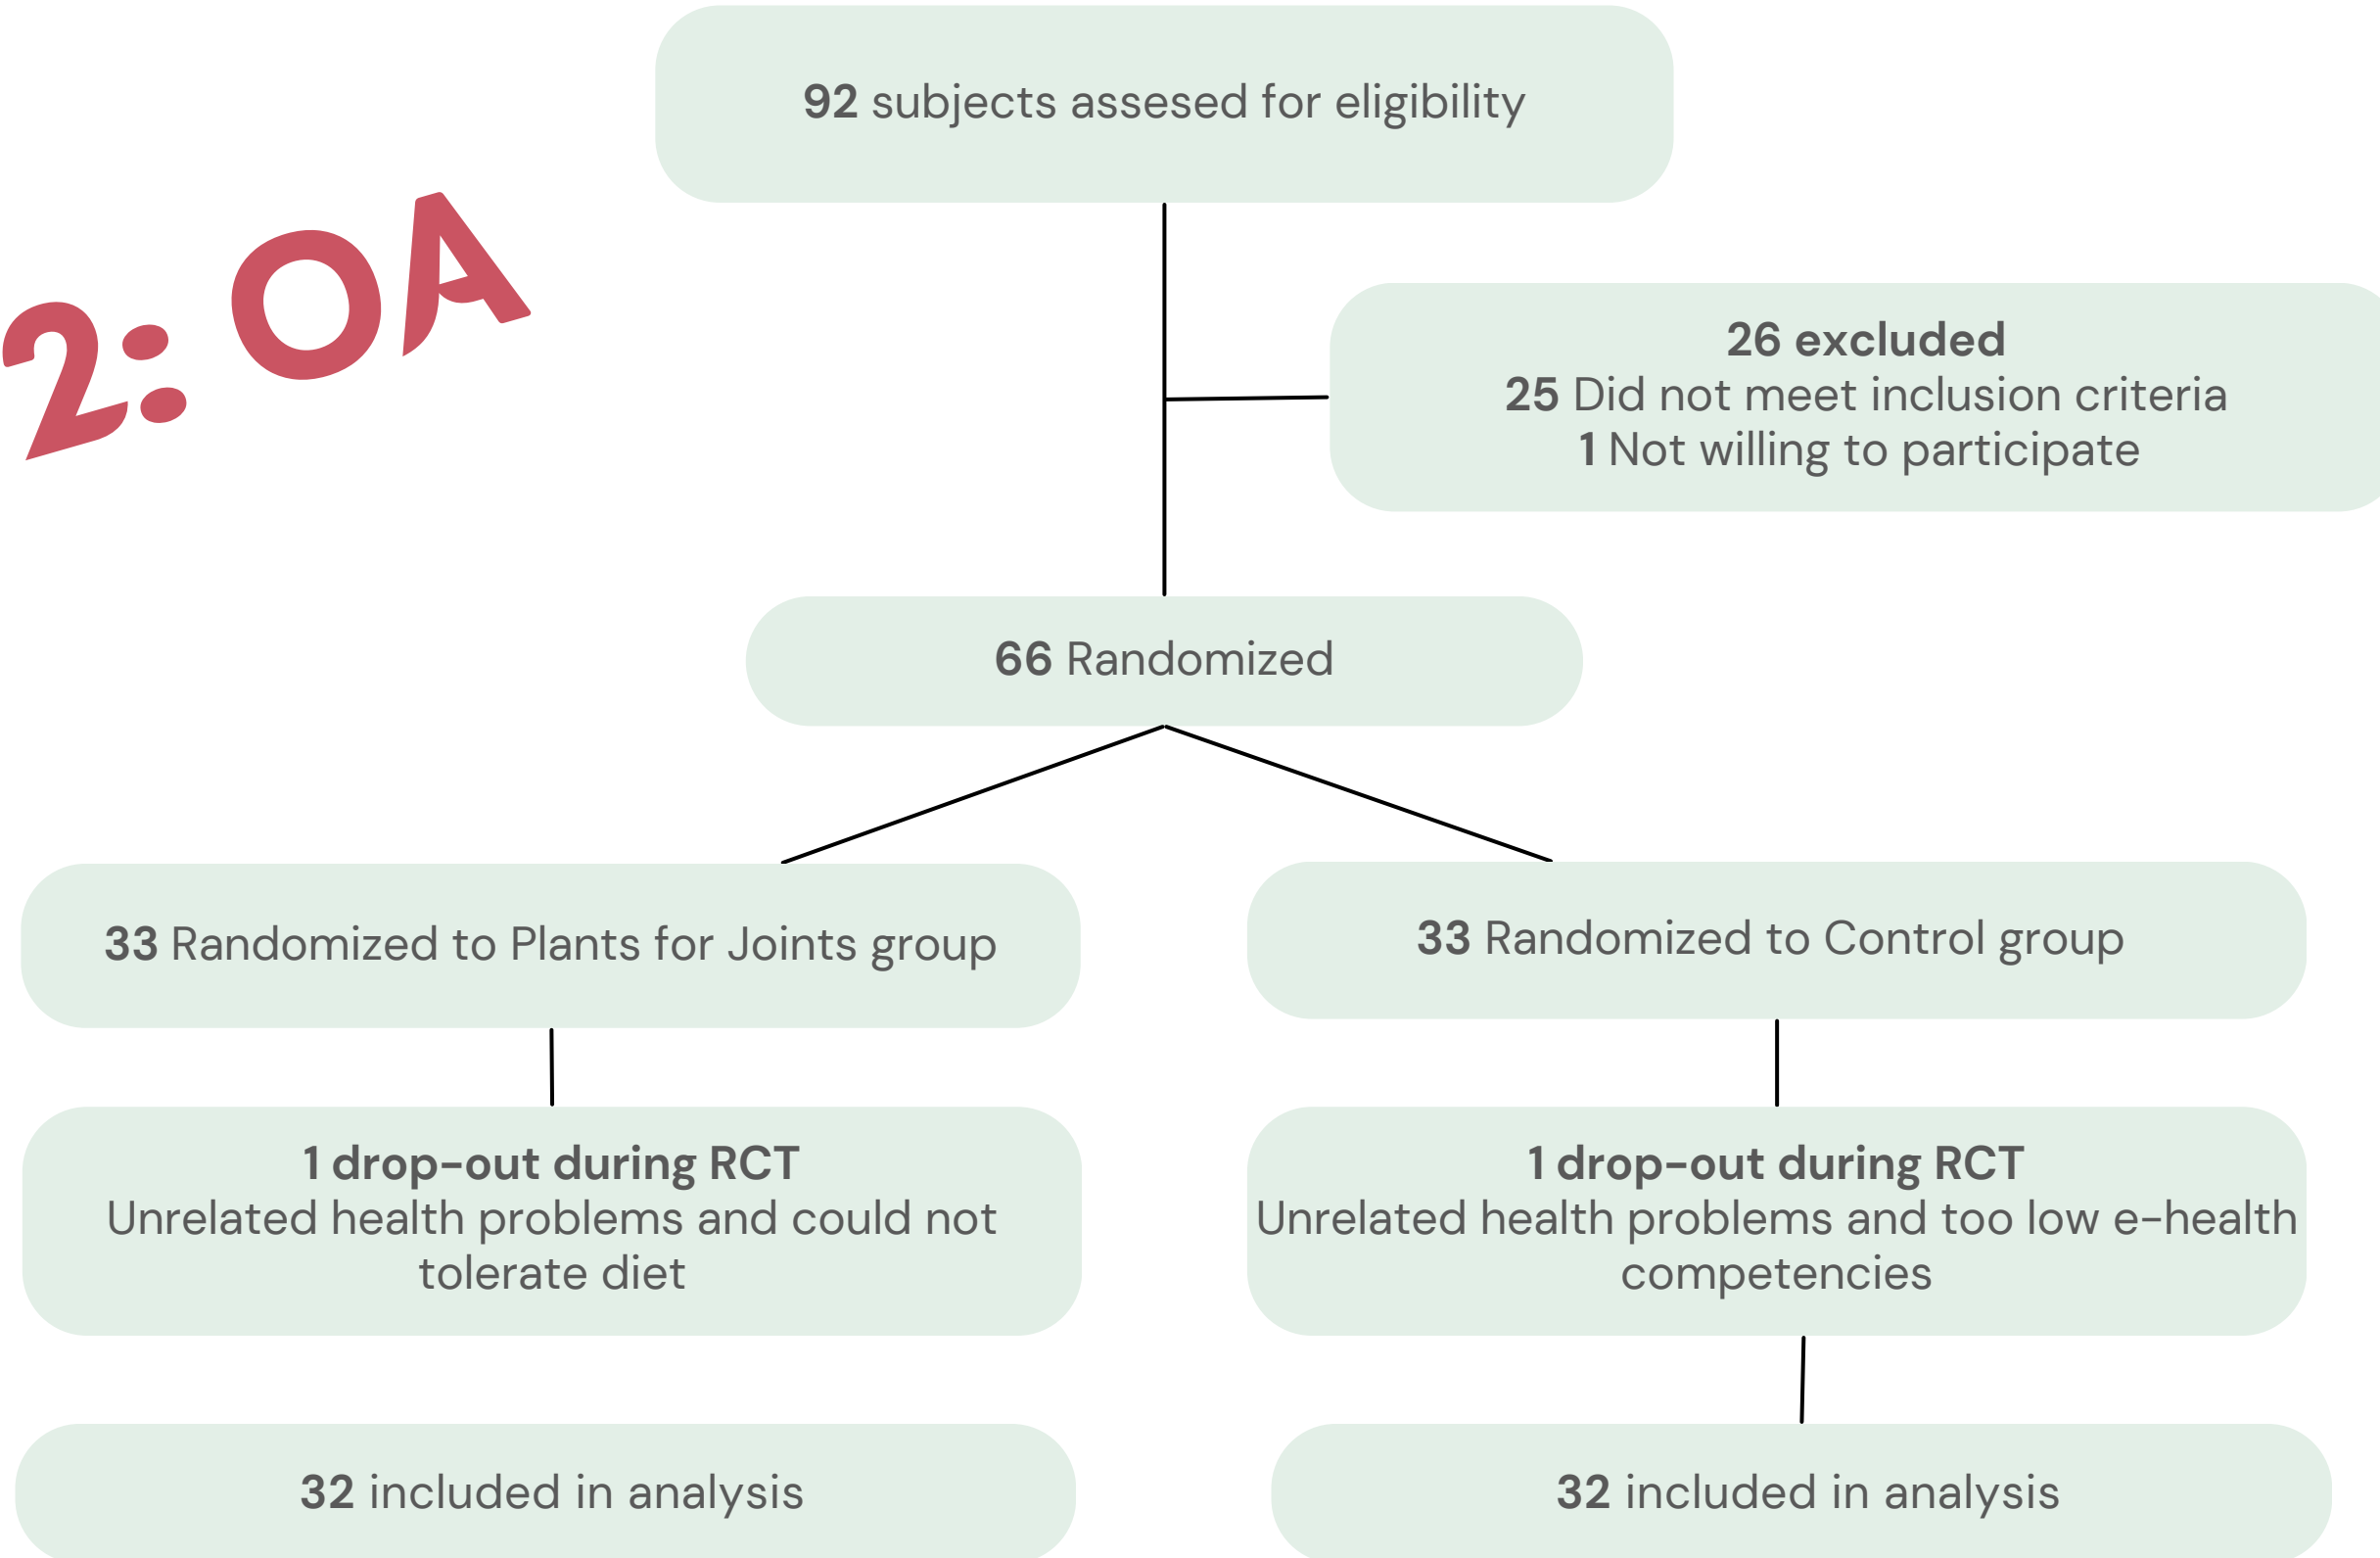 92 subjects assesed for eligibility
2: OA
26 excluded
25 Did not meet inclusion criteria
1 Not willing to participate
66 Randomized
33 Randomized to Plants for Joints group
33 Randomized to Control group
1 drop-out during RCT
Unrelated health problems and could not
tolerate diet
1 drop-out during RCT
Unrelated health problems and too low e-health
competencies
32 included in analysis
32 included in analysis